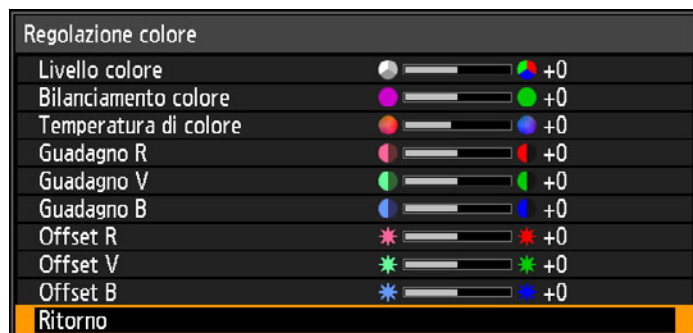 Regolazione colore
Livello colore +0
Bilanciamento colore +0
Temperatura di colore +0
Guadagno R +0
Guadagno V +0
Guadagno B +0
Offset R +0
Offset V +0
Offset B +0
Ritorno